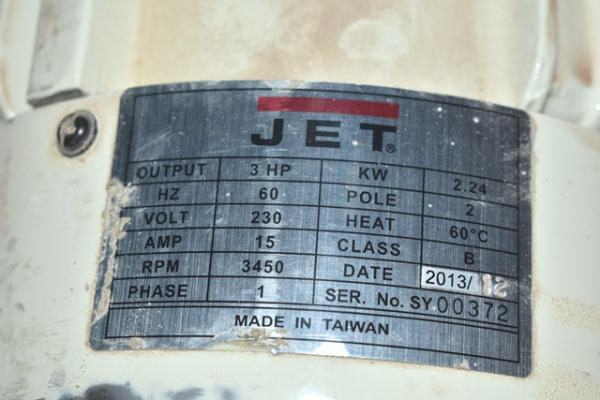 JET®
OUTPUT 3 HP KW 2.24
HZ 60 POLE 2
VOLT 230 HEAT 60°C
AMP 15 CLASS B
RPM 3450 DATE 2013/12
PHASE 1 SER. No. SY00372
MADE IN TAIWAN